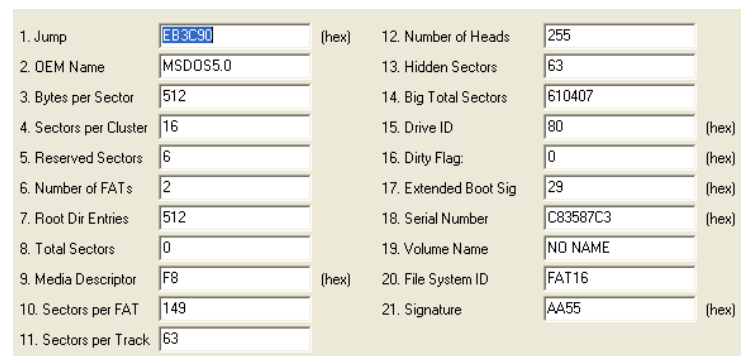 1. Jump EB3C90 (hex)
2. OEM Name MSDOS5.0
3. Bytes per Sector 512
4. Sectors per Cluster 16
5. Reserved Sectors 6
6. Number of FATs 2
7. Root Dir Entries 512
8. Total Sectors 0
9. Media Descriptor F8 (hex)
10. Sectors per FAT 149
11. Sectors per Track 63
12. Number of Heads 255
13. Hidden Sectors 63
14. Big Total Sectors 610407
15. Drive ID 80 (hex)
16. Dirty Flag: 0 (hex)
17. Extended Boot Sig 29 (hex)
18. Serial Number C83587C3 (hex)
19. Volume Name NO NAME
20. File System ID FAT16
21. Signature AA55 (hex)